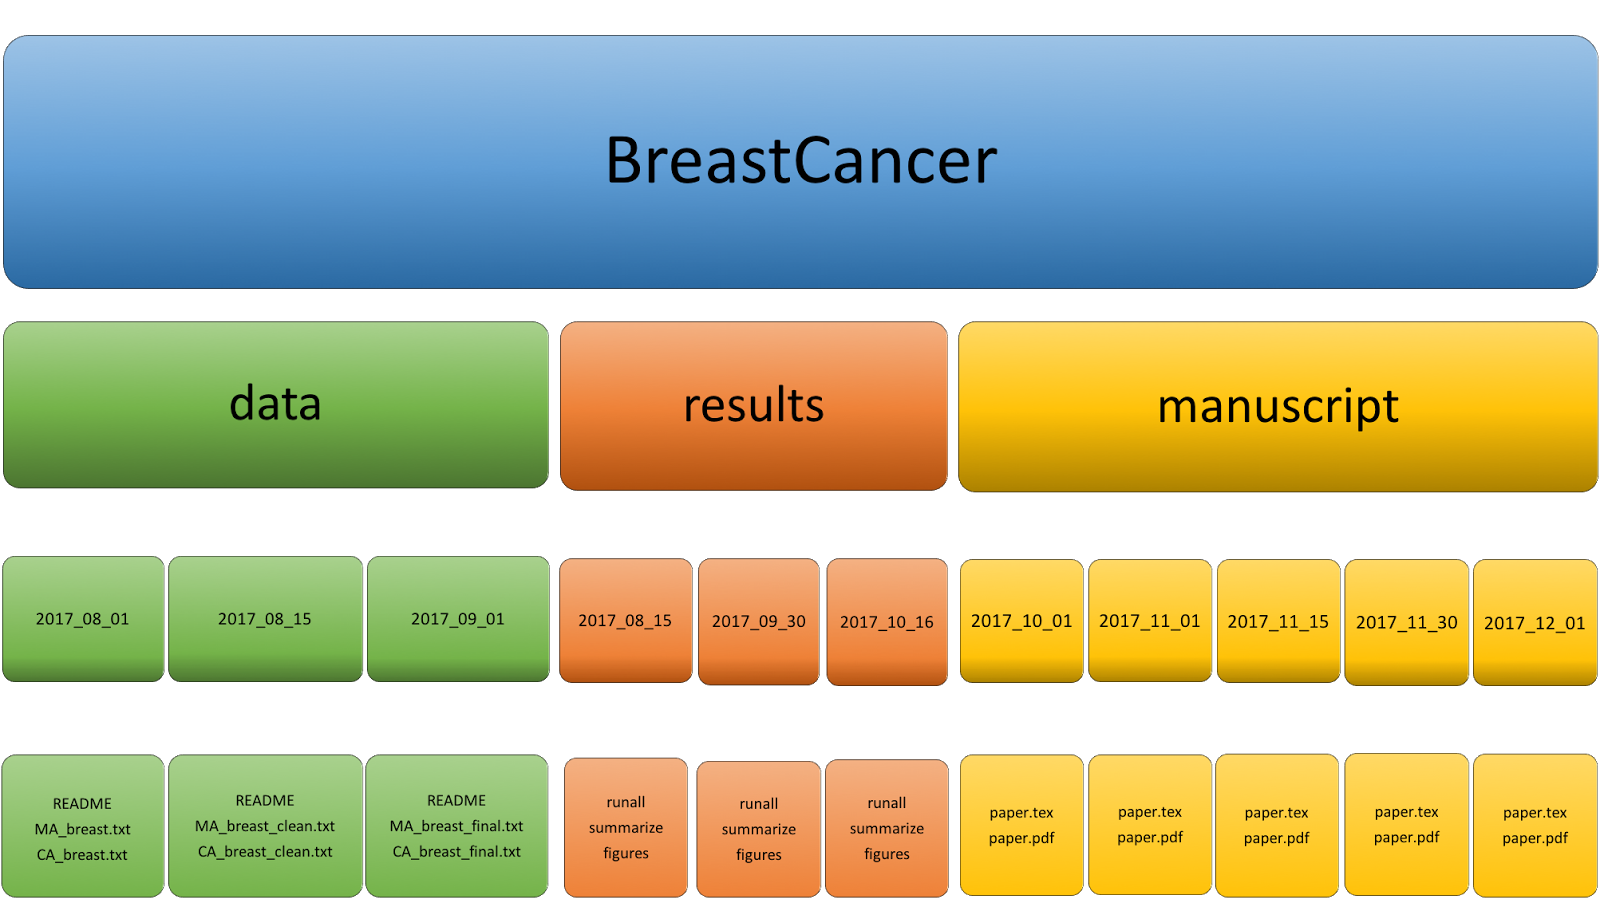 BreastCancer
data
results
manuscript
2017_08_01
2017_08_15
2017_09_01
2017_08_15
2017_09_30
2017_10_16
2017_10_01
2017_11_01
2017_11_15
2017_11_30
2017_12_01
README
MA_breast.txt
CA_breast.txt
README
MA_breast_clean.txt
CA_breast_clean.txt
README
MA_breast_final.txt
CA_breast_final.txt
runall
summarize
figures
runall
summarize
figures
runall
summarize
figures
paper.tex
paper.pdf
paper.tex
paper.pdf
paper.tex
paper.pdf
paper.tex
paper.pdf
paper.tex
paper.pdf